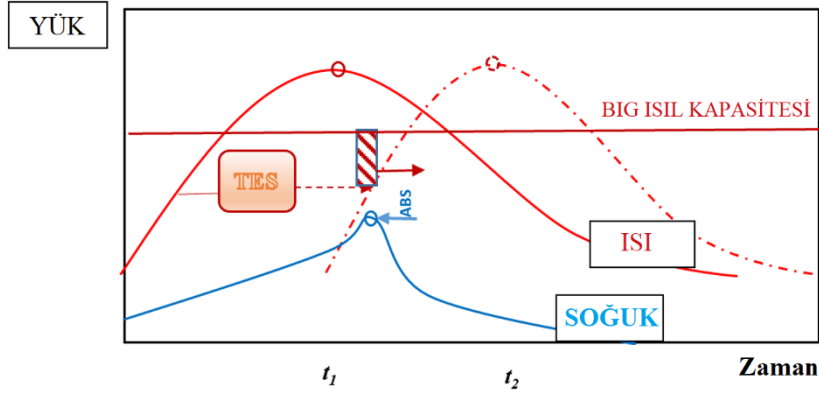 YÜK
BIG ISIL KAPASİTESİ
TES
ABS
ISI
SOĞUK
Zaman
t1
t2